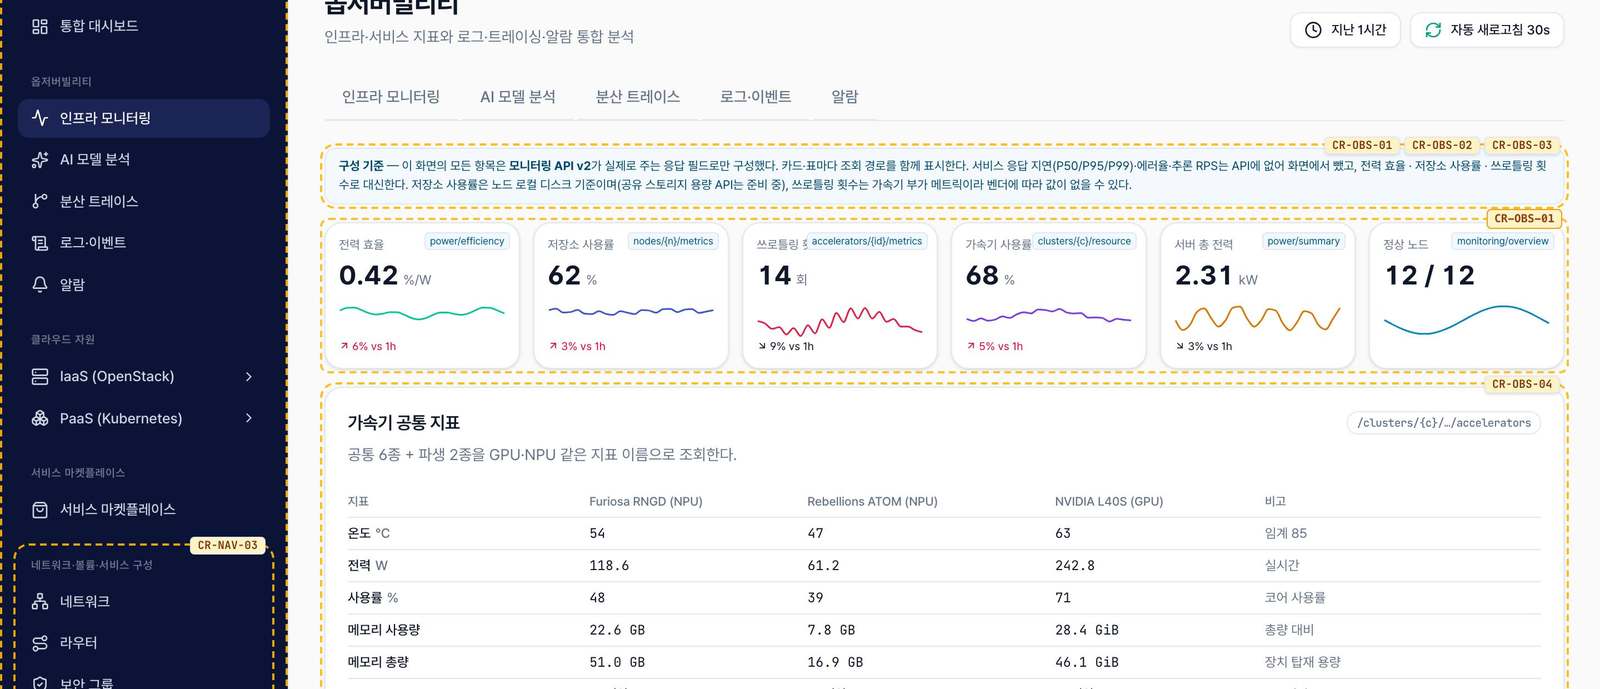 통합 대시보드
옵저버빌리티
인프라 모니터링
AI 모델 분석
분산 트레이스
로그·이벤트
알람
클라우드 자원
IaaS (OpenStack)
PaaS (Kubernetes)
서비스 마켓플레이스
서비스 마켓플레이스
CR-NAV-03
네트워크·볼륨·서비스 구성
네트워크
라우터
보안 그룹
옵저버빌리티
인프라·서비스 지표와 로그·트레이싱·알람 통합 분석
지난 1시간
자동 새로고침 30s
인프라 모니터링
AI 모델 분석
분산 트레이스
로그·이벤트
알람
CR-OBS-01
CR-OBS-02
CR-OBS-03
구성 기준 — 이 화면의 모든 항목은 모니터링 API v2가 실제로 주는 응답 필드로만 구성했다. 카드·표마다 조회 경로를 함께 표시한다. 서비스 응답 지연(P50/P95/P99)·에러율·추론 RPS는 API에 없어 화면에서 뺐고, 전력 효율 · 저장소 사용률 · 쓰로틀링 횟
수로 대신한다. 저장소 사용률은 노드 로컬 디스크 기준이며(공유 스토리지 용량 API는 준비 중), 쓰로틀링 횟수는 가속기 부가 메트릭이라 벤더에 따라 값이 없을 수 있다.
CR-OBS-01
전력 효율
power/efficiency
0.42 %/W
↗ 6% vs 1h
저장소 사용률
nodes/{n}/metrics
62 %
↗ 3% vs 1h
쓰로틀링
accelerators/{id}/metrics
14 회
↘ 9% vs 1h
가속기 사용률
clusters/{c}/resource
68 %
↗ 5% vs 1h
서버 총 전력
power/summary
2.31 kW
↘ 3% vs 1h
정상 노드
monitoring/overview
12 / 12
CR-OBS-04
가속기 공통 지표
/clusters/{c}/…/accelerators
공통 6종 + 파생 2종을 GPU·NPU 같은 지표 이름으로 조회한다.
지표 Furiosa RNGD (NPU) Rebellions ATOM (NPU) NVIDIA L40S (GPU) 비고
온도 °C 54 47 63 임계 85
전력 W 118.6 61.2 242.8 실시간
사용률 % 48 39 71 코어 사용률
메모리 사용량 22.6 GB 7.8 GB 28.4 GiB 총량 대비
메모리 총량 51.0 GB 16.9 GB 46.1 GiB 장치 탑재 용량